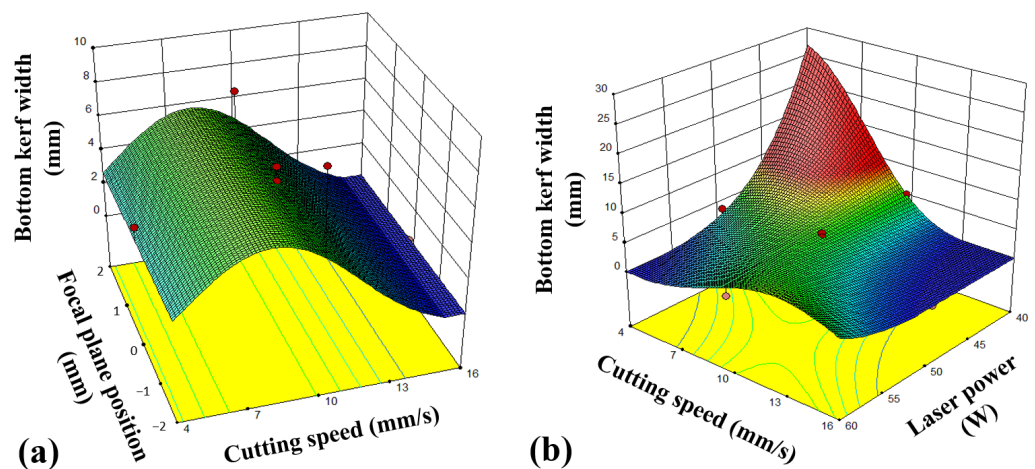 Bottom kerf width
(mm)
10
8
6
4
2
0
2
1
0
−1
−2
Focal plane position
(mm)
4
7
10
13
16
Cutting speed (mm/s)
(a)
Bottom kerf width
(mm)
30
25
20
15
10
5
0
4
7
10
13
16
Cutting speed (mm/s)
60
55
50
45
40
Laser power
(W)
(b)